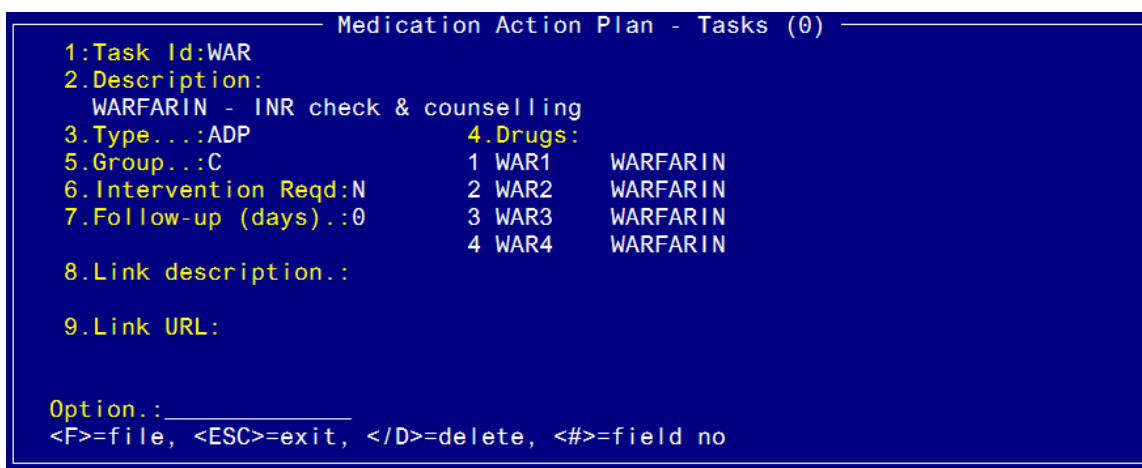 Medication Action Plan - Tasks (0)
1:Task Id:WAR
2.Description:
WARFARIN - INR check & counselling
3.Type...:ADP 4.Drugs:
5.Group..:C 1 WAR1 WARFARIN
6.Intervention Reqd:N 2 WAR2 WARFARIN
7.Follow-up (days).:0 3 WAR3 WARFARIN
4 WAR4 WARFARIN
8.Link description.:
9.Link URL:
Option.:_____________
<F>=file, <ESC>=exit, </D>=delete, <#>=field no